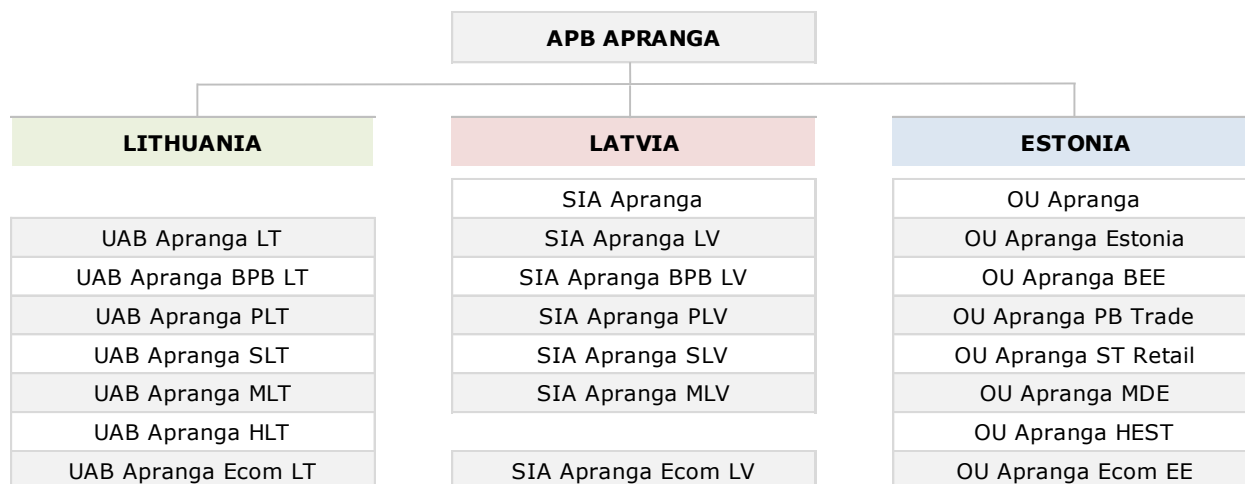 APB APRANGA
LITHUANIA
UAB Apranga LT
UAB Apranga BPB LT
UAB Apranga PLT
UAB Apranga SLT
UAB Apranga MLT
UAB Apranga HLT
UAB Apranga Ecom LT
LATVIA
SIA Apranga
SIA Apranga LV
SIA Apranga BPB LV
SIA Apranga PLV
SIA Apranga SLV
SIA Apranga MLV
SIA Apranga Ecom LV
ESTONIA
OU Apranga
OU Apranga Estonia
OU Apranga BEE
OU Apranga PB Trade
OU Apranga ST Retail
OU Apranga MDE
OU Apranga HEST
OU Apranga Ecom EE